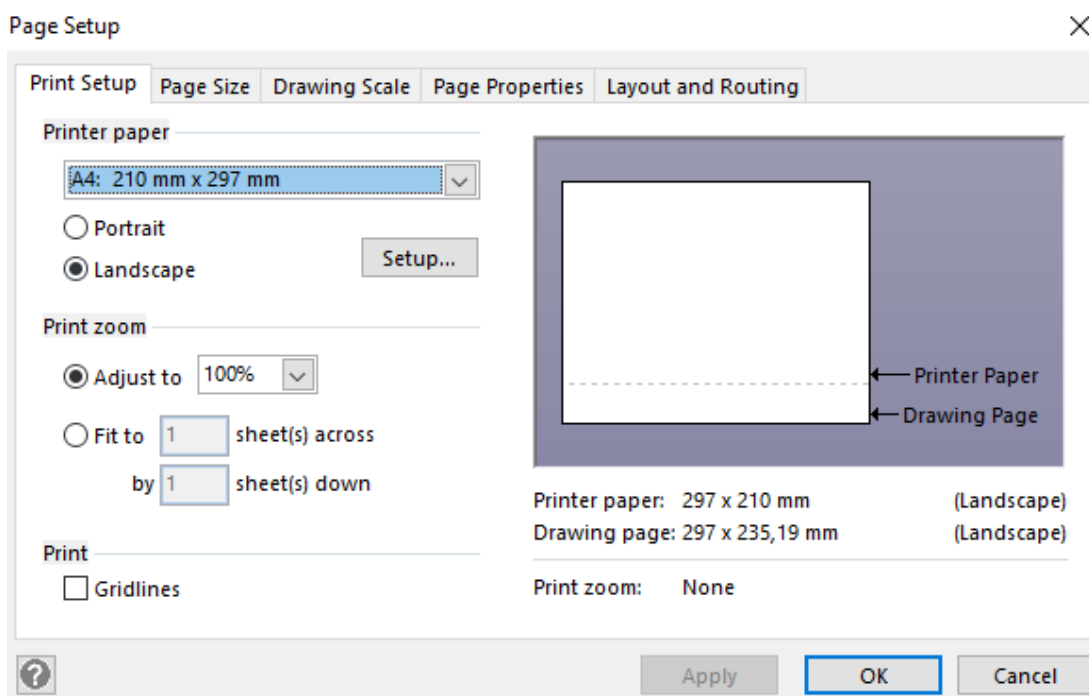 Page Setup
Print Setup Page Size Drawing Scale Page Properties Layout and Routing
Printer paper
A4: 210 mm x 297 mm
Portrait
Landscape
Setup...
Print zoom
Adjust to 100%
Fit to 1 sheet(s) across
by 1 sheet(s) down
Print
Gridlines
Printer Paper
Drawing Page
Printer paper: 297 x 210 mm (Landscape)
Drawing page: 297 x 235,19 mm (Landscape)
Print zoom: None
?
Apply OK Cancel